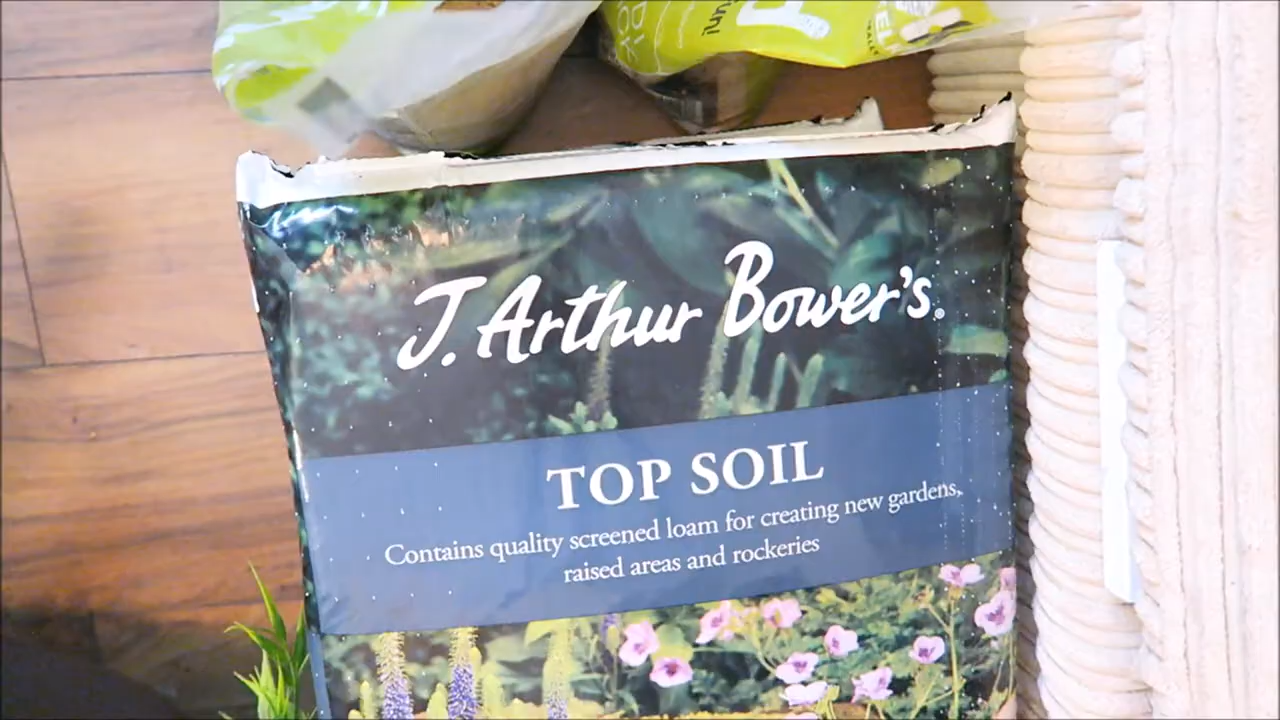 J. Arthur Bower's®
TOP SOIL
Contains quality screened loam for creating new gardens,
raised areas and rockeries